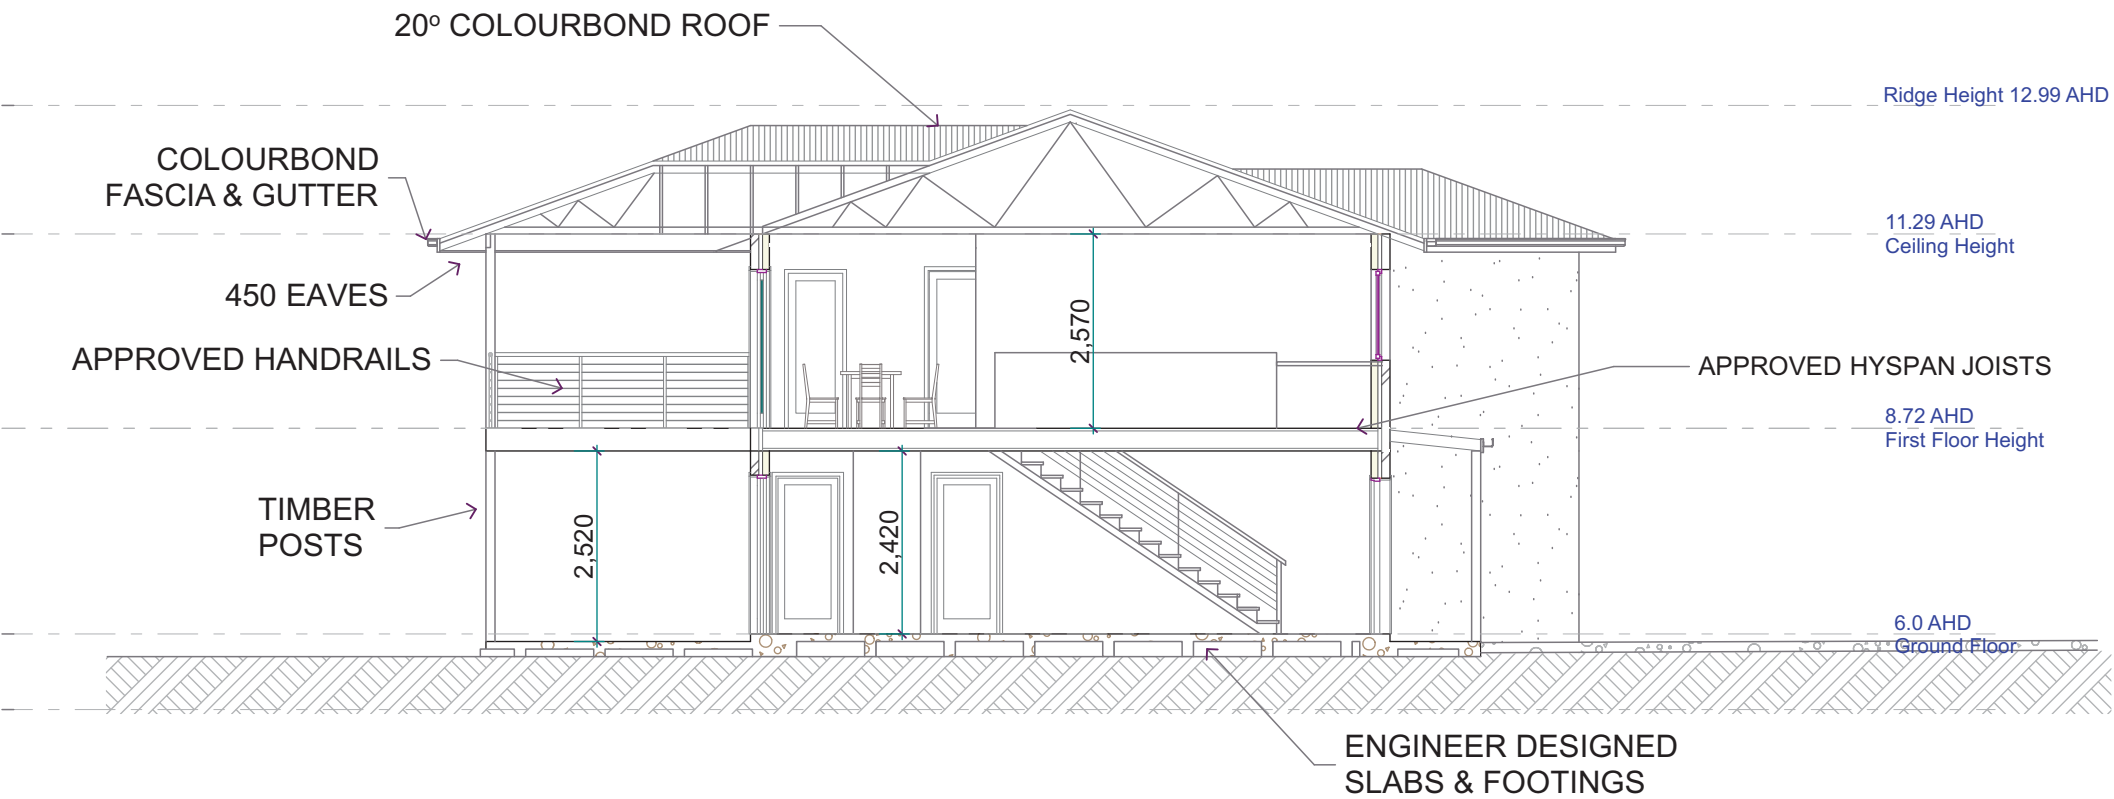 20º COLOURBOND ROOF
Ridge Height 12.99 AHD
COLOURBOND
FASCIA & GUTTER
11.29 AHD
Ceiling Height
450 EAVES
2,570
APPROVED HANDRAILS
APPROVED HYSPAN JOISTS
8.72 AHD
First Floor Height
TIMBER
POSTS
2,520
2,420
6.0 AHD
Ground Floor
ENGINEER DESIGNED
SLABS & FOOTINGS